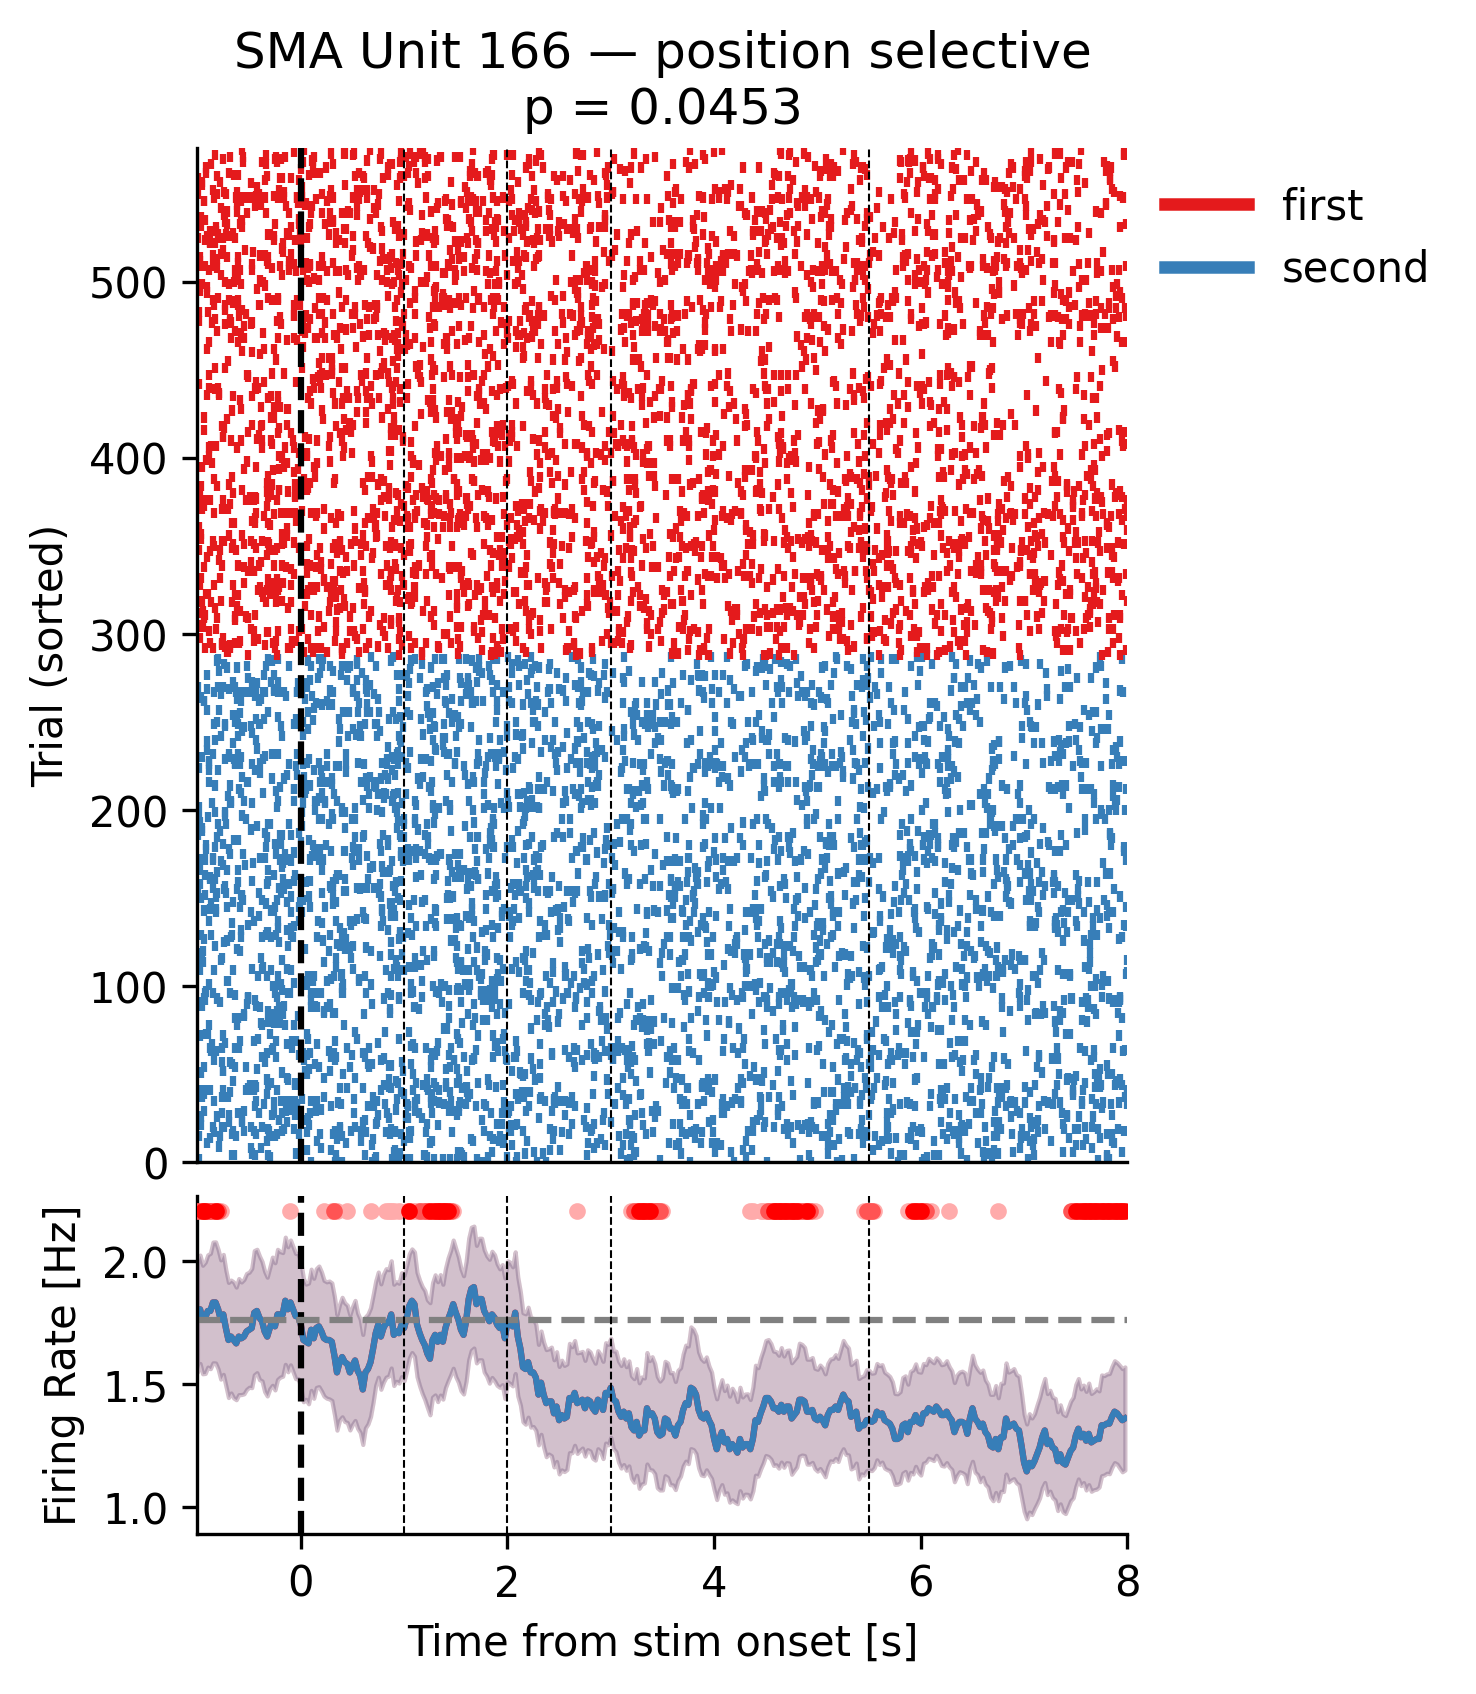 SMA Unit 166 — position selective
p = 0.0453
first
second
500
400
300
200
100
0
Trial (sorted)
2.0
1.5
1.0
Firing Rate [Hz]
0
2
4
6
8
Time from stim onset [s]